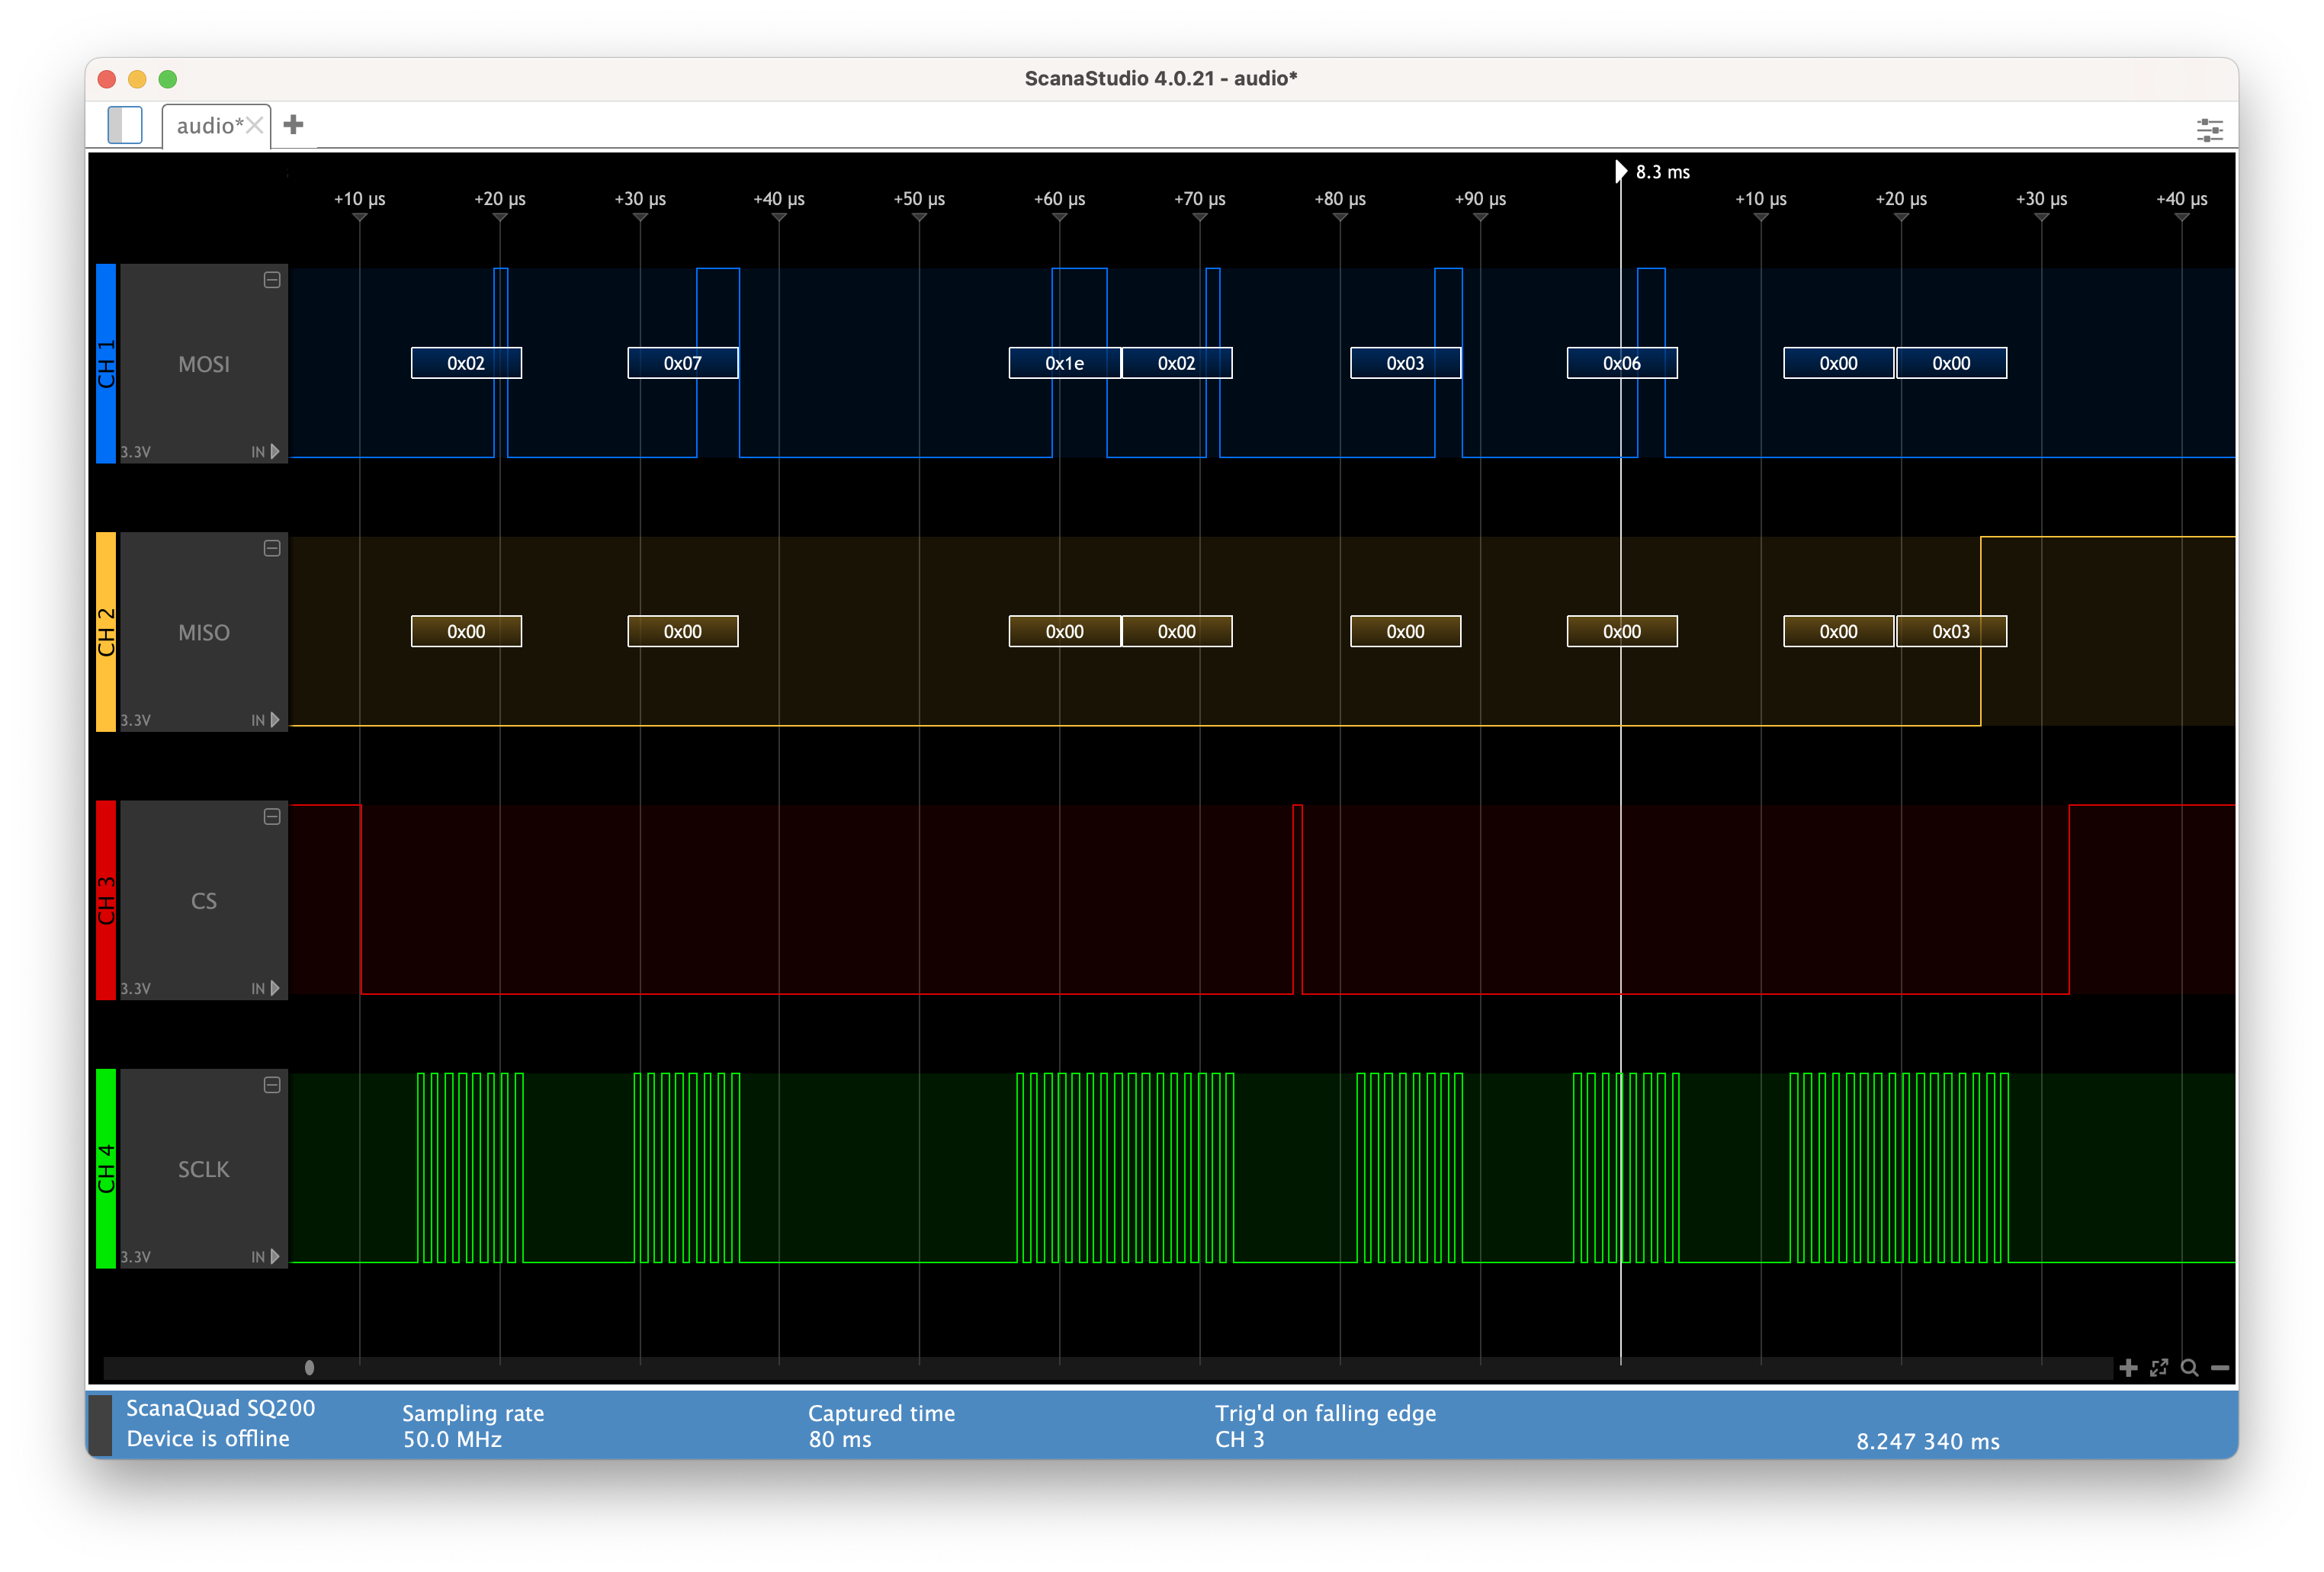 ScanaStudio 4.0.21 - audio*
audio*
8.3 ms
+10 µs +20 µs +30 µs +40 µs +50 µs +60 µs +70 µs +80 µs +90 µs +10 µs +20 µs +30 µs +40 µs
CH 1
MOSI
3.3V IN
0x02 0x07 0x1e 0x02 0x03 0x06 0x00 0x00
CH 2
MISO
3.3V IN
0x00 0x00 0x00 0x00 0x00 0x00 0x00 0x03
CH 3
CS
3.3V IN
CH 4
SCLK
3.3V IN
ScanaQuad SQ200
Device is offline
Sampling rate
50.0 MHz
Captured time
80 ms
Trig'd on falling edge
CH 3
8.247 340 ms